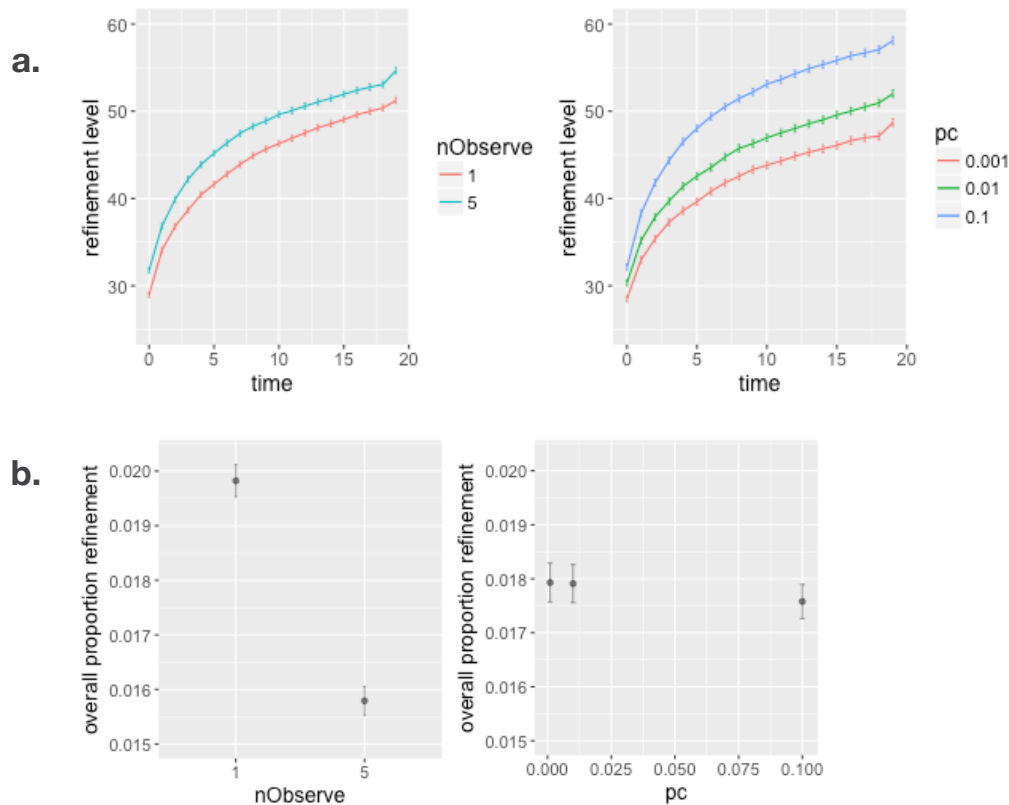 a.
60
50
40
30
refinement level
0 5 10 15 20
time
nObserve
1
5
60
50
40
30
refinement level
0 5 10 15 20
time
pc
0.001
0.01
0.1
b.
0.020
0.019
0.018
0.017
0.016
0.015
overall proportion refinement
1 5
nObserve
0.020
0.019
0.018
0.017
0.016
0.015
overall proportion refinement
0.000 0.025 0.050 0.075 0.100
pc